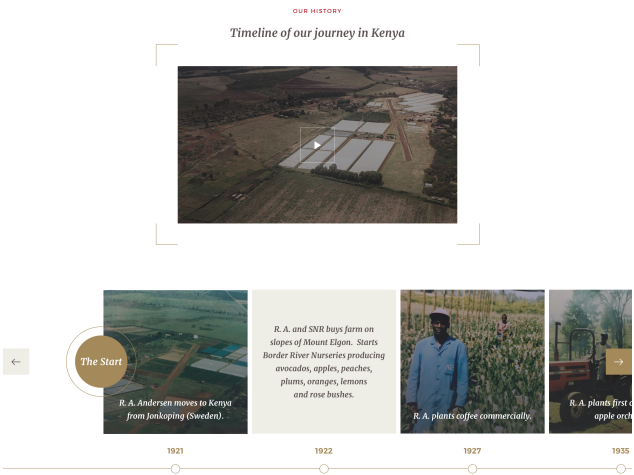 OUR HISTORY
Timeline of our journey in Kenya
The Start
R. A. Andersen moves to Kenya
from Jonkoping (Sweden).
R. A. and SNR buys farm on
slopes of Mount Elgon. Starts
Border River Nurseries producing
avocados, apples, peaches,
plums, oranges, lemons
and rose bushes.
R. A. plants coffee commercially.
R. A. plants first
apple
1921
1922
1927
1935